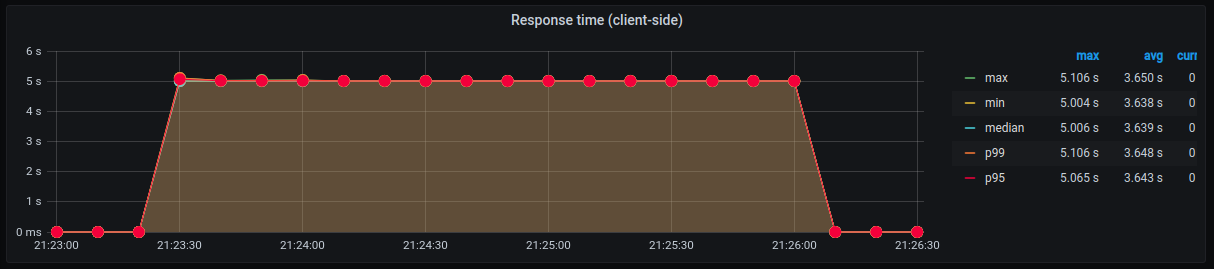 Response time (client-side)
max avg curr
6 s
5 s
4 s
3 s
2 s
1 s
0 ms
21:23:00 21:23:30 21:24:00 21:24:30 21:25:00 21:25:30 21:26:00 21:26:30
max 5.106 s 3.650 s 0
min 5.004 s 3.638 s 0
median 5.006 s 3.639 s 0
p99 5.106 s 3.648 s 0
p95 5.065 s 3.643 s 0